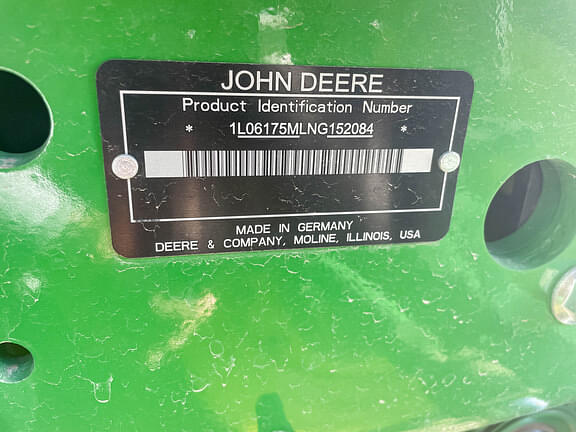 JOHN DEERE
Product Identification Number
* 1L06175MLNG152084 *
MADE IN GERMANY
DEERE & COMPANY, MOLINE, ILLINOIS, USA